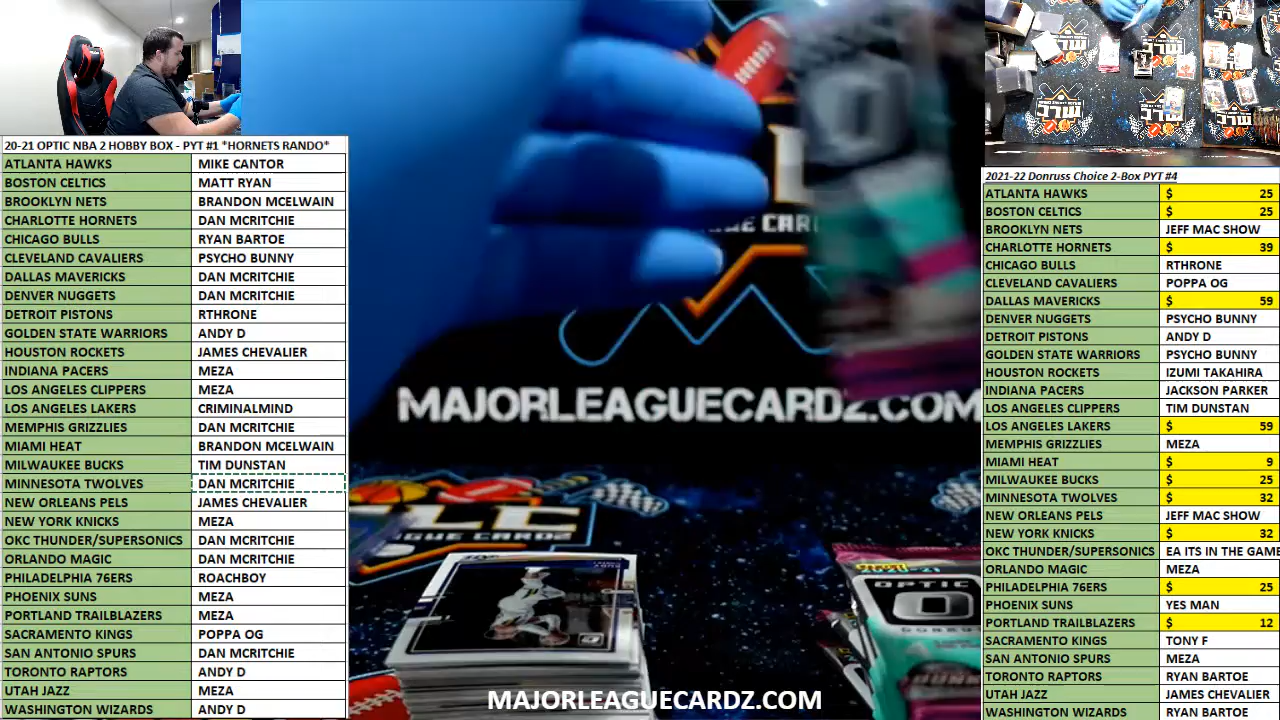 20-21 OPTIC NBA 2 HOBBY BOX - PYT #1 *HORNETS RANDO*
ATLANTA HAWKS MIKE CANTOR
BOSTON CELTICS MATT RYAN
BROOKLYN NETS BRANDON MCELWAIN
CHARLOTTE HORNETS DAN MCRITCHIE
CHICAGO BULLS RYAN BARTOE
CLEVELAND CAVALIERS PSYCHO BUNNY
DALLAS MAVERICKS DAN MCRITCHIE
DENVER NUGGETS DAN MCRITCHIE
DETROIT PISTONS RTHRONE
GOLDEN STATE WARRIORS ANDY D
HOUSTON ROCKETS JAMES CHEVALIER
INDIANA PACERS MEZA
LOS ANGELES CLIPPERS MEZA
LOS ANGELES LAKERS CRIMINALMIND
MEMPHIS GRIZZLIES DAN MCRITCHIE
MIAMI HEAT BRANDON MCELWAIN
MILWAUKEE BUCKS TIM DUNSTAN
MINNESOTA TWOLVES DAN MCRITCHIE
NEW ORLEANS PELS JAMES CHEVALIER
NEW YORK KNICKS MEZA
OKC THUNDER/SUPERSONICS DAN MCRITCHIE
ORLANDO MAGIC DAN MCRITCHIE
PHILADELPHIA 76ERS ROACHBOY
PHOENIX SUNS MEZA
PORTLAND TRAILBLAZERS MEZA
SACRAMENTO KINGS POPPA OG
SAN ANTONIO SPURS DAN MCRITCHIE
TORONTO RAPTORS ANDY D
UTAH JAZZ MEZA
WASHINGTON WIZARDS ANDY D
MAJORLEAGUECARDZ.COM
GUE CARDZ
OPTIC
MAJORLEAGUECARDZ.COM
2021-22 Donruss Choice 2-Box PYT #4
ATLANTA HAWKS $ 25
BOSTON CELTICS $ 25
BROOKLYN NETS JEFF MAC SHOW
CHARLOTTE HORNETS $ 39
CHICAGO BULLS RTHRONE
CLEVELAND CAVALIERS POPPA OG
DALLAS MAVERICKS $ 59
DENVER NUGGETS PSYCHO BUNNY
DETROIT PISTONS ANDY D
GOLDEN STATE WARRIORS PSYCHO BUNNY
HOUSTON ROCKETS IZUMI TAKAHIRA
INDIANA PACERS JACKSON PARKER
LOS ANGELES CLIPPERS TIM DUNSTAN
LOS ANGELES LAKERS $ 59
MEMPHIS GRIZZLIES MEZA
MIAMI HEAT $ 9
MILWAUKEE BUCKS $ 25
MINNESOTA TWOLVES $ 32
NEW ORLEANS PELS JEFF MAC SHOW
NEW YORK KNICKS $ 32
OKC THUNDER/SUPERSONICS EA ITS IN THE GAME
ORLANDO MAGIC MEZA
PHILADELPHIA 76ERS $ 25
PHOENIX SUNS YES MAN
PORTLAND TRAILBLAZERS $ 12
SACRAMENTO KINGS TONY F
SAN ANTONIO SPURS MEZA
TORONTO RAPTORS RYAN BARTOE
UTAH JAZZ JAMES CHEVALIER
WASHINGTON WIZARDS RYAN BARTOE